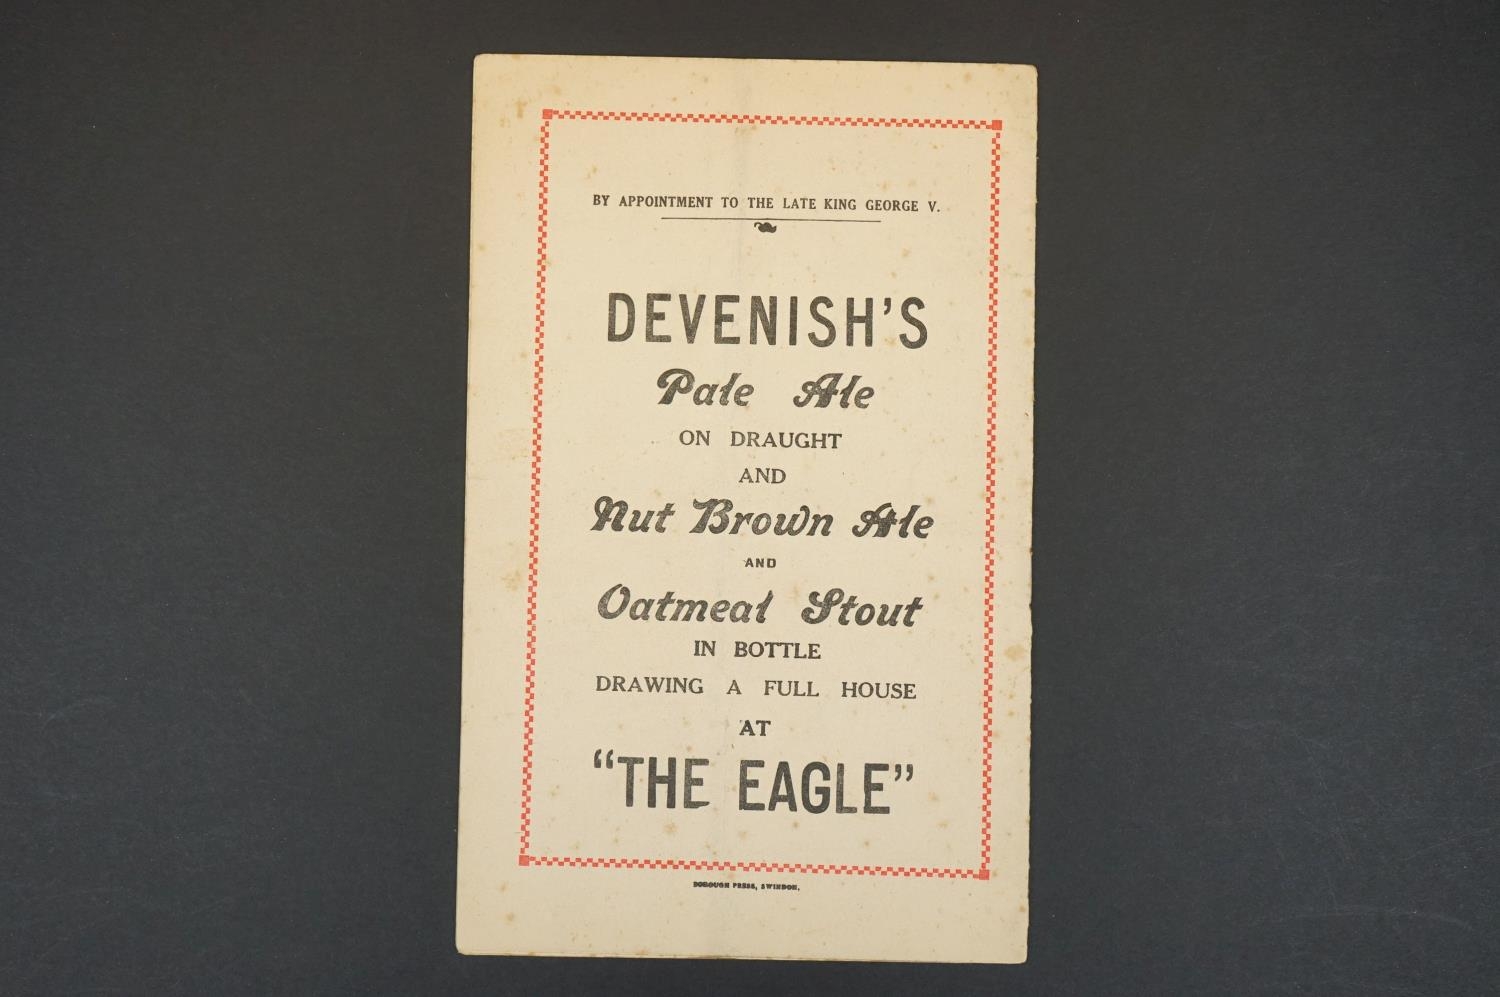 BY APPOINTMENT TO THE LATE KING GEORGE V.
DEVENISH'S
Pale Ale
ON DRAUGHT
AND
Nut Brown Ale
AND
Oatmeal Stout
IN BOTTLE
DRAWING A FULL HOUSE
AT
"THE EAGLE"
BOROUGH PRESS, SWINDON.